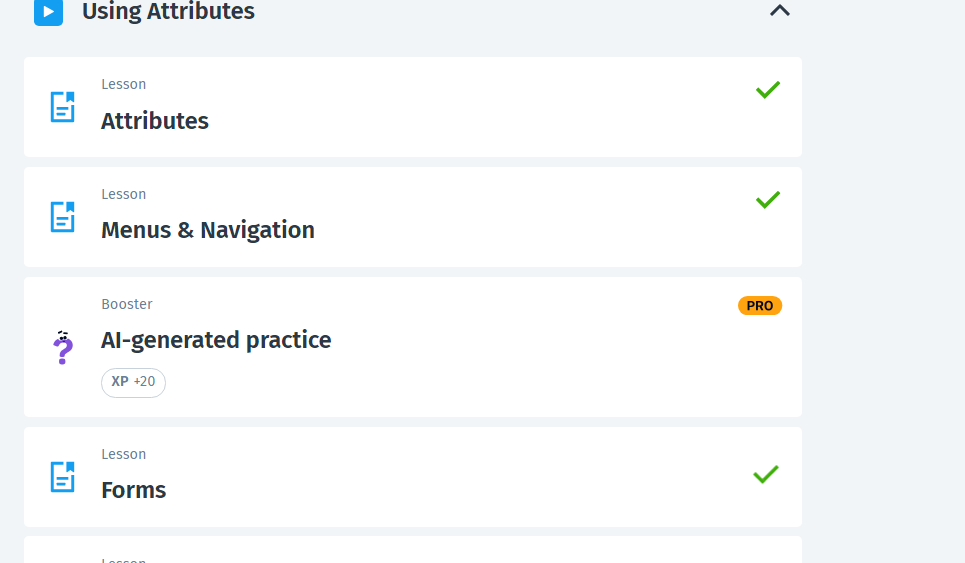 Using Attributes
Lesson
Attributes
Lesson
Menus & Navigation
Booster
PRO
AI-generated practice
XP +20
Lesson
Forms
Lesson